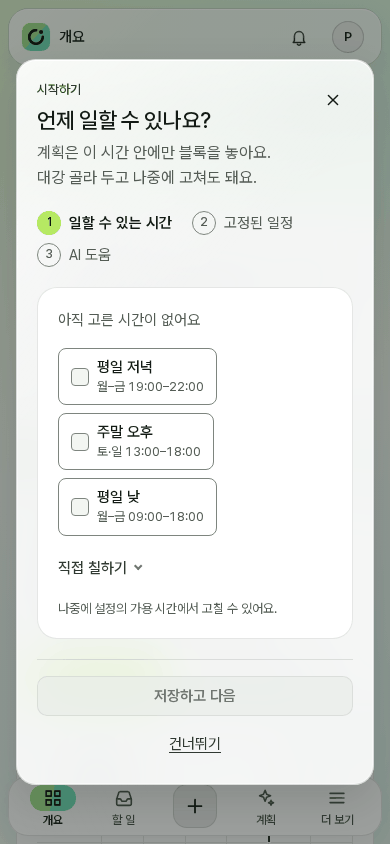 개요
P
시작하기
언제 일할 수 있나요?
계획은 이 시간 안에만 블록을 놓아요.
대강 골라 두고 나중에 고쳐도 돼요.
1 일할 수 있는 시간 2 고정된 일정
3 AI 도움
아직 고른 시간이 없어요
평일 저녁
월–금 19:00–22:00
주말 오후
토·일 13:00–18:00
평일 낮
월–금 09:00–18:00
직접 칠하기
나중에 설정의 가용 시간에서 고칠 수 있어요.
저장하고 다음
건너뛰기
개요 할 일 계획 더 보기